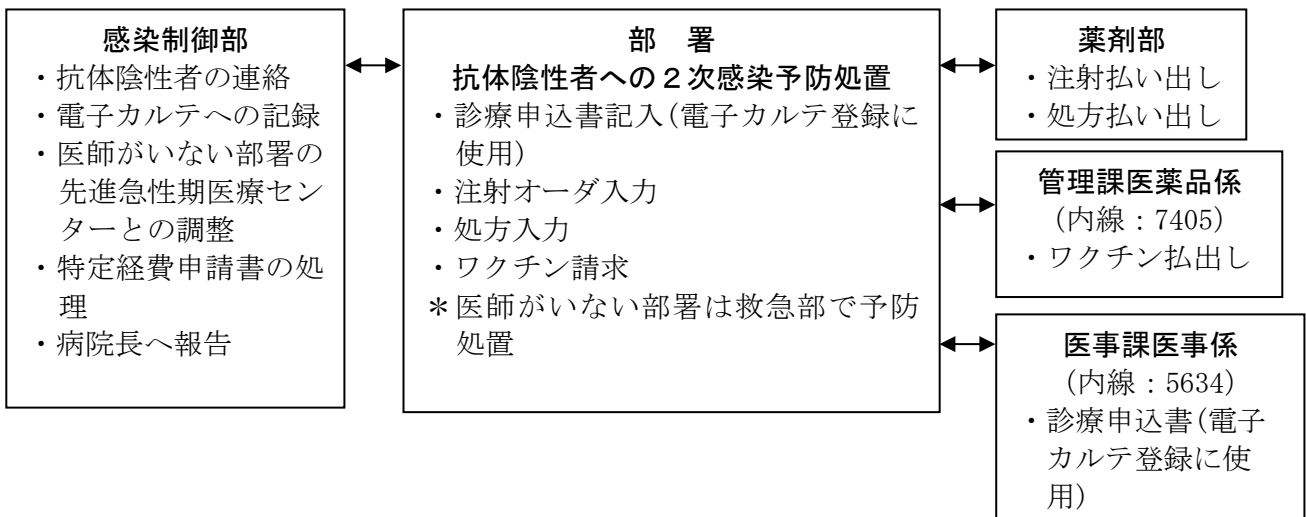 感染制御部
・抗体陰性者の連絡
・電子カルテへの記録
・医師がいない部署の
先進急性期医療セン
ターとの調整
・特定経費申請書の処
理
・病院長へ報告
部　署
抗体陰性者への２次感染予防処置
・診療申込書記入(電子カルテ登録に
使用)
・注射オーダ入力
・処方入力
・ワクチン請求
＊医師がいない部署は救急部で予防
処置
薬剤部
・注射払い出し
・処方払い出し
管理課医薬品係
(内線：7405)
・ワクチン払出し
医事課医事係
(内線：5634)
・診療申込書(電子
カルテ登録に使
用)